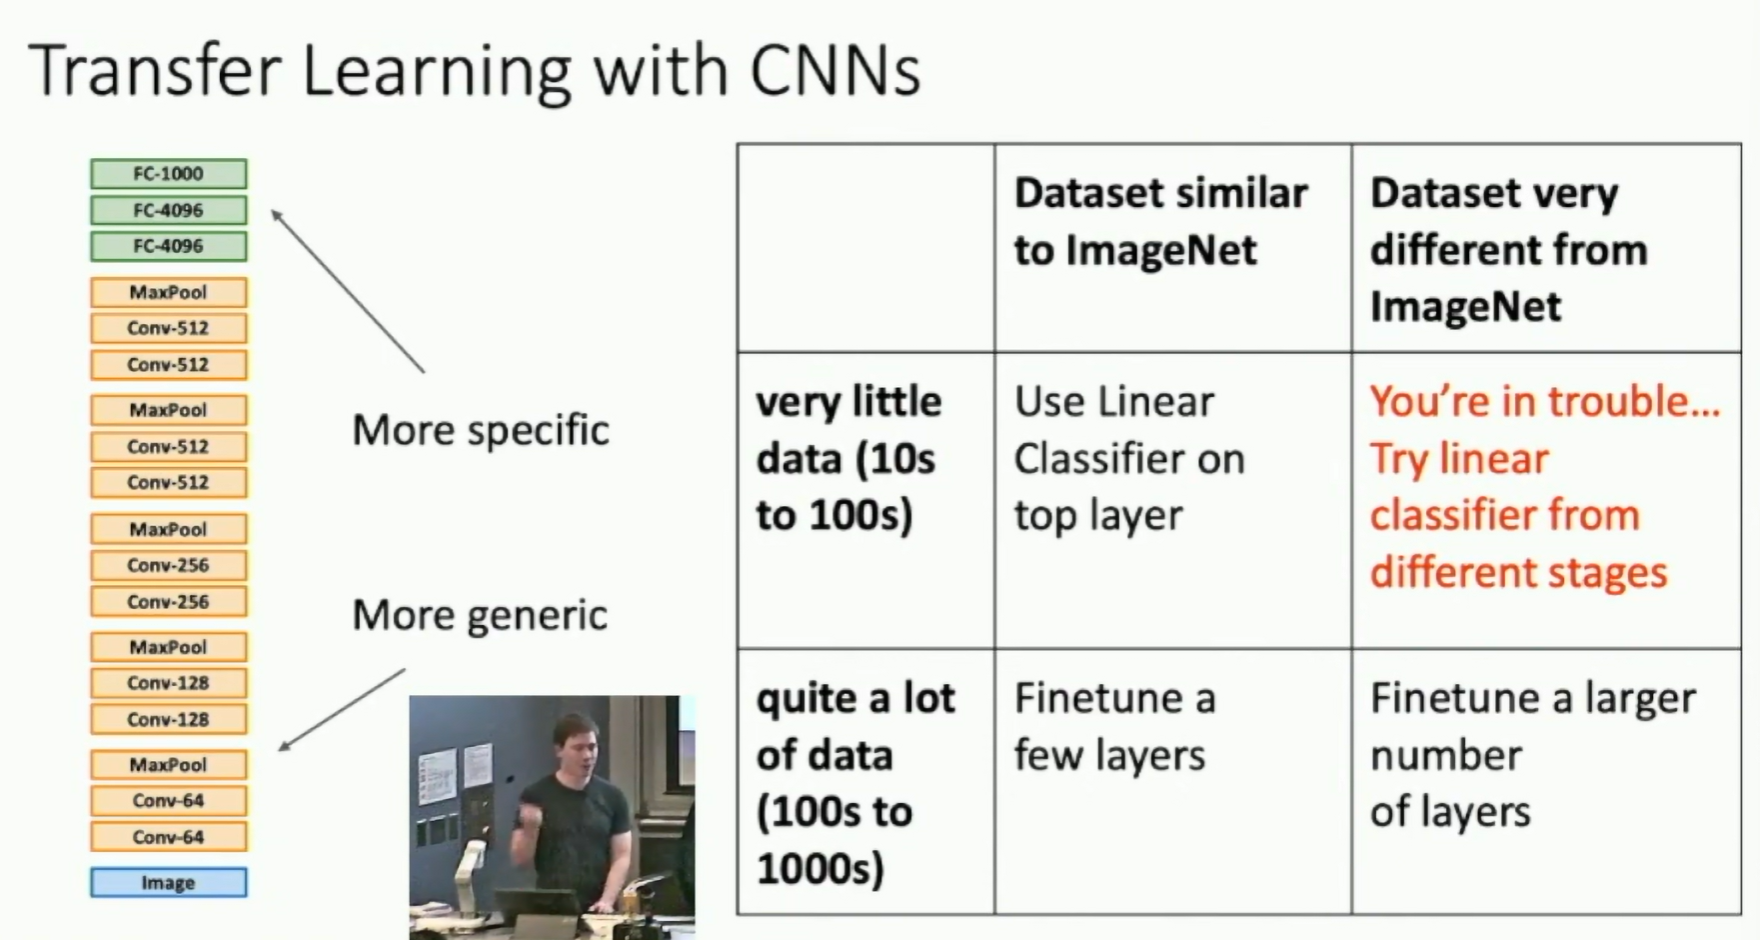 Transfer Learning with CNNs
FC-1000
FC-4096
FC-4096
MaxPool
Conv-512
Conv-512
MaxPool
Conv-512
Conv-512
MaxPool
Conv-256
Conv-256
MaxPool
Conv-128
Conv-128
MaxPool
Conv-64
Conv-64
Image
More specific
More generic
Dataset similar
to ImageNet
Dataset very
different from
ImageNet
very little
data (10s
to 100s)
Use Linear
Classifier on
top layer
You’re in trouble…
Try linear
classifier from
different stages
quite a lot
of data
(100s to
1000s)
Finetune a
few layers
Finetune a larger
number
of layers